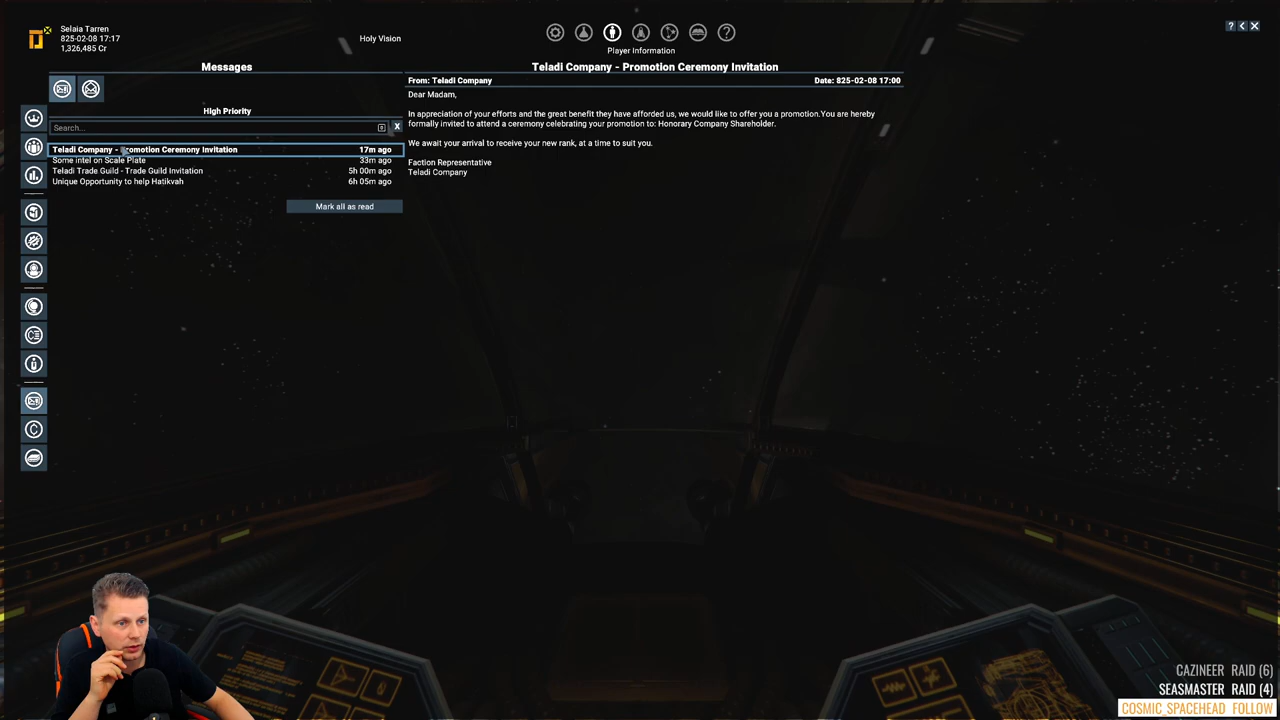 Selaia Tarren
825-02-08 17:17
1,326,485 Cr
Holy Vision
Player Information
Messages
High Priority
Search...
Teladi Company - Promotion Ceremony Invitation 17m ago
Some intel on Scale Plate 33m ago
Teladi Trade Guild - Trade Guild Invitation 5h 00m ago
Unique Opportunity to help Hatikvah 6h 05m ago
Mark all as read
Teladi Company - Promotion Ceremony Invitation
From: Teladi Company Date: 825-02-08 17:00
Dear Madam,
In appreciation of your efforts and the great benefit they have afforded us, we would like to offer you a promotion.You are hereby
formally invited to attend a ceremony celebrating your promotion to: Honorary Company Shareholder.
We await your arrival to receive your new rank, at a time to suit you.
Faction Representative
Teladi Company
CAZINEER RAID (6)
SEASMASTER RAID (4)
COSMIC_SPACEHEAD FOLLOW